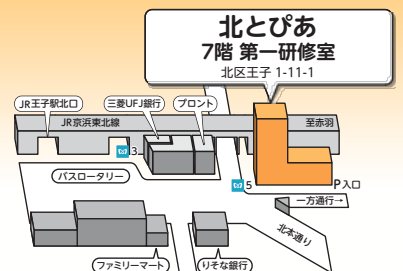 北とぴあ
7階 第一研修室
北区王子 1-11-1
JR王子駅北口
三菱UFJ銀行
プロント
JR京浜東北線
至赤羽
3
バスロータリー
5
P入口
一方通行→
北本通り
ファミリーマート
りそな銀行